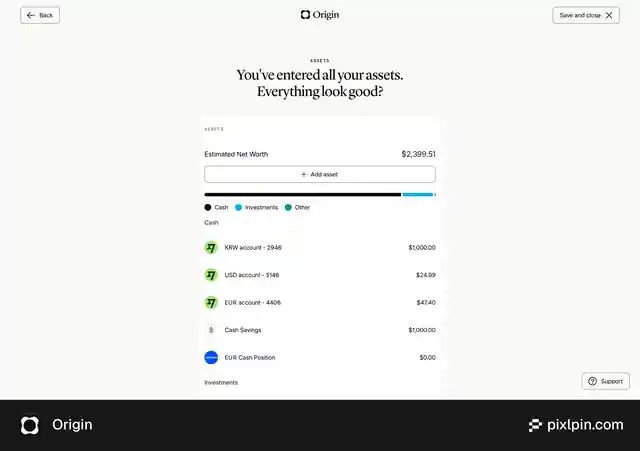 Back
Origin
Save and close
ASSETS
You've entered all your assets.
Everything look good?
ASSETS
Estimated Net Worth $2,399.51
+ Add asset
Cash Investments Other
Cash
KRW account - 2946 $1,000.00
USD account - 5146 $24.99
EUR account - 4406 $47.40
Cash Savings $1,000.00
EUR Cash Position $0.00
Investments
Support
Origin
pixlpin.com